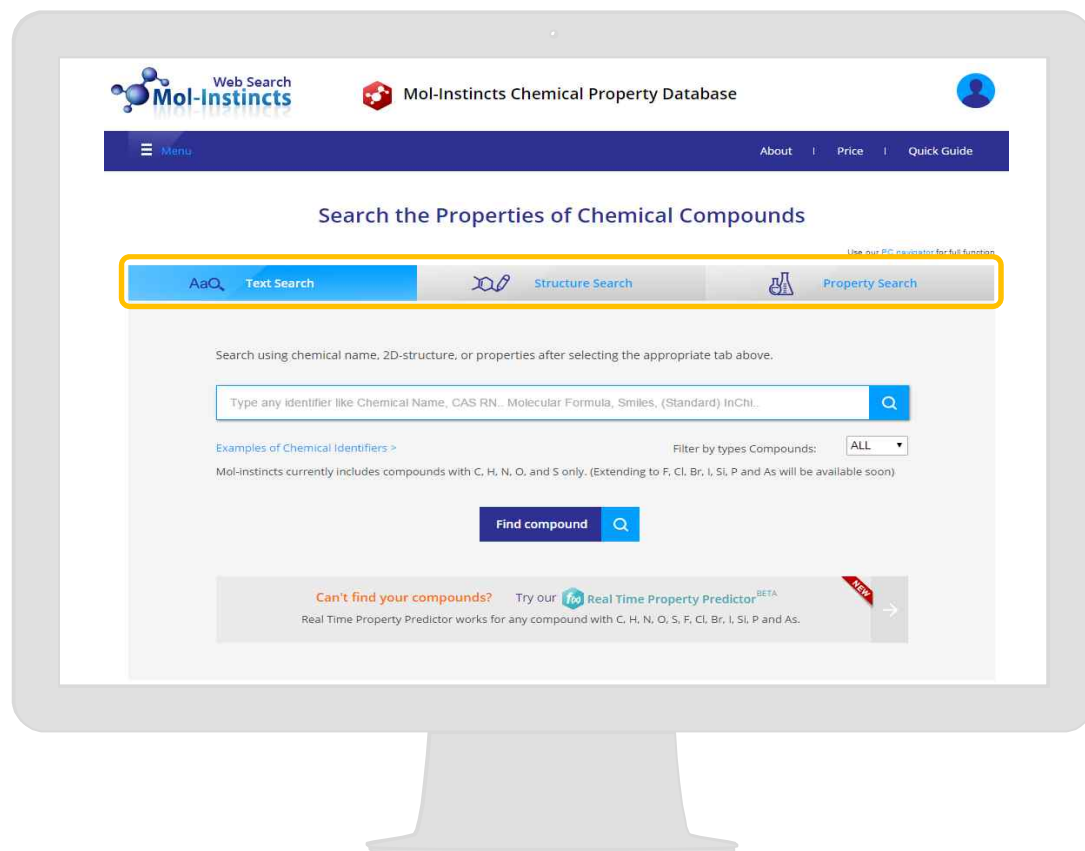 Web Search
Mol-Instincts
Mol-Instincts Chemical Property Database
Menu
About | Price | Quick Guide
Search the Properties of Chemical Compounds
Use our PC navigator for full function
AaQ Text Search
Structure Search
Property Search
Search using chemical name, 2D-structure, or properties after selecting the appropriate tab above.
Type any identifier like Chemical Name, CAS RN.. Molecular Formula, Smiles, (Standard) InChi..
Examples of Chemical Identifiers >
Filter by types Compounds: ALL
Mol-instincts currently includes compounds with C, H, N, O, and S only. (Extending to F, Cl, Br, I, Si, P and As will be available soon)
Find compound
Can't find your compounds? Try our f(x) Real Time Property Predictor BETA
NEW
Real Time Property Predictor works for any compound with C, H, N, O, S, F, Cl, Br, I, Si, P and As.